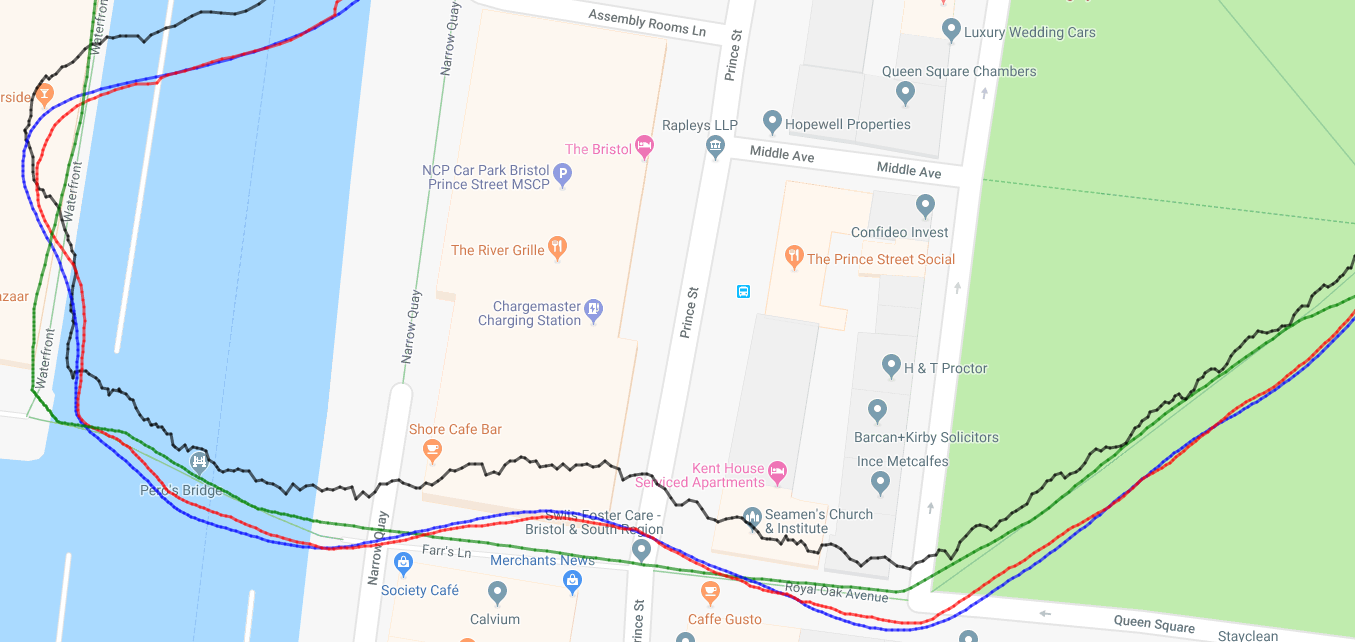 Assembly Rooms Ln
Luxury Wedding Cars
Waterfront
Narrow Quay
Prince St
Queen Square Chambers
rside
Rapleys LLP
Hopewell Properties
The Bristol
Middle Ave
Middle Ave
NCP Car Park Bristol
Prince Street MSCP
P
Waterfront
Confideo Invest
The River Grille
The Prince Street Social
azaar
Chargemaster
Charging Station
Prince St
Narrow Quay
Waterfront
H & T Proctor
Shore Cafe Bar
Barcan+Kirby Solicitors
Ince Metcalfes
Kent House
Serviced Apartments
Pero's Bridge
Seamen's Church
& Institute
Swiis Foster Care -
Bristol & South Region
Narrow Quay
Farr's Ln
Merchants News
Society Café
Royal Oak Avenue
Calvium
Prince St
Caffe Gusto
Queen Square
Stayclean